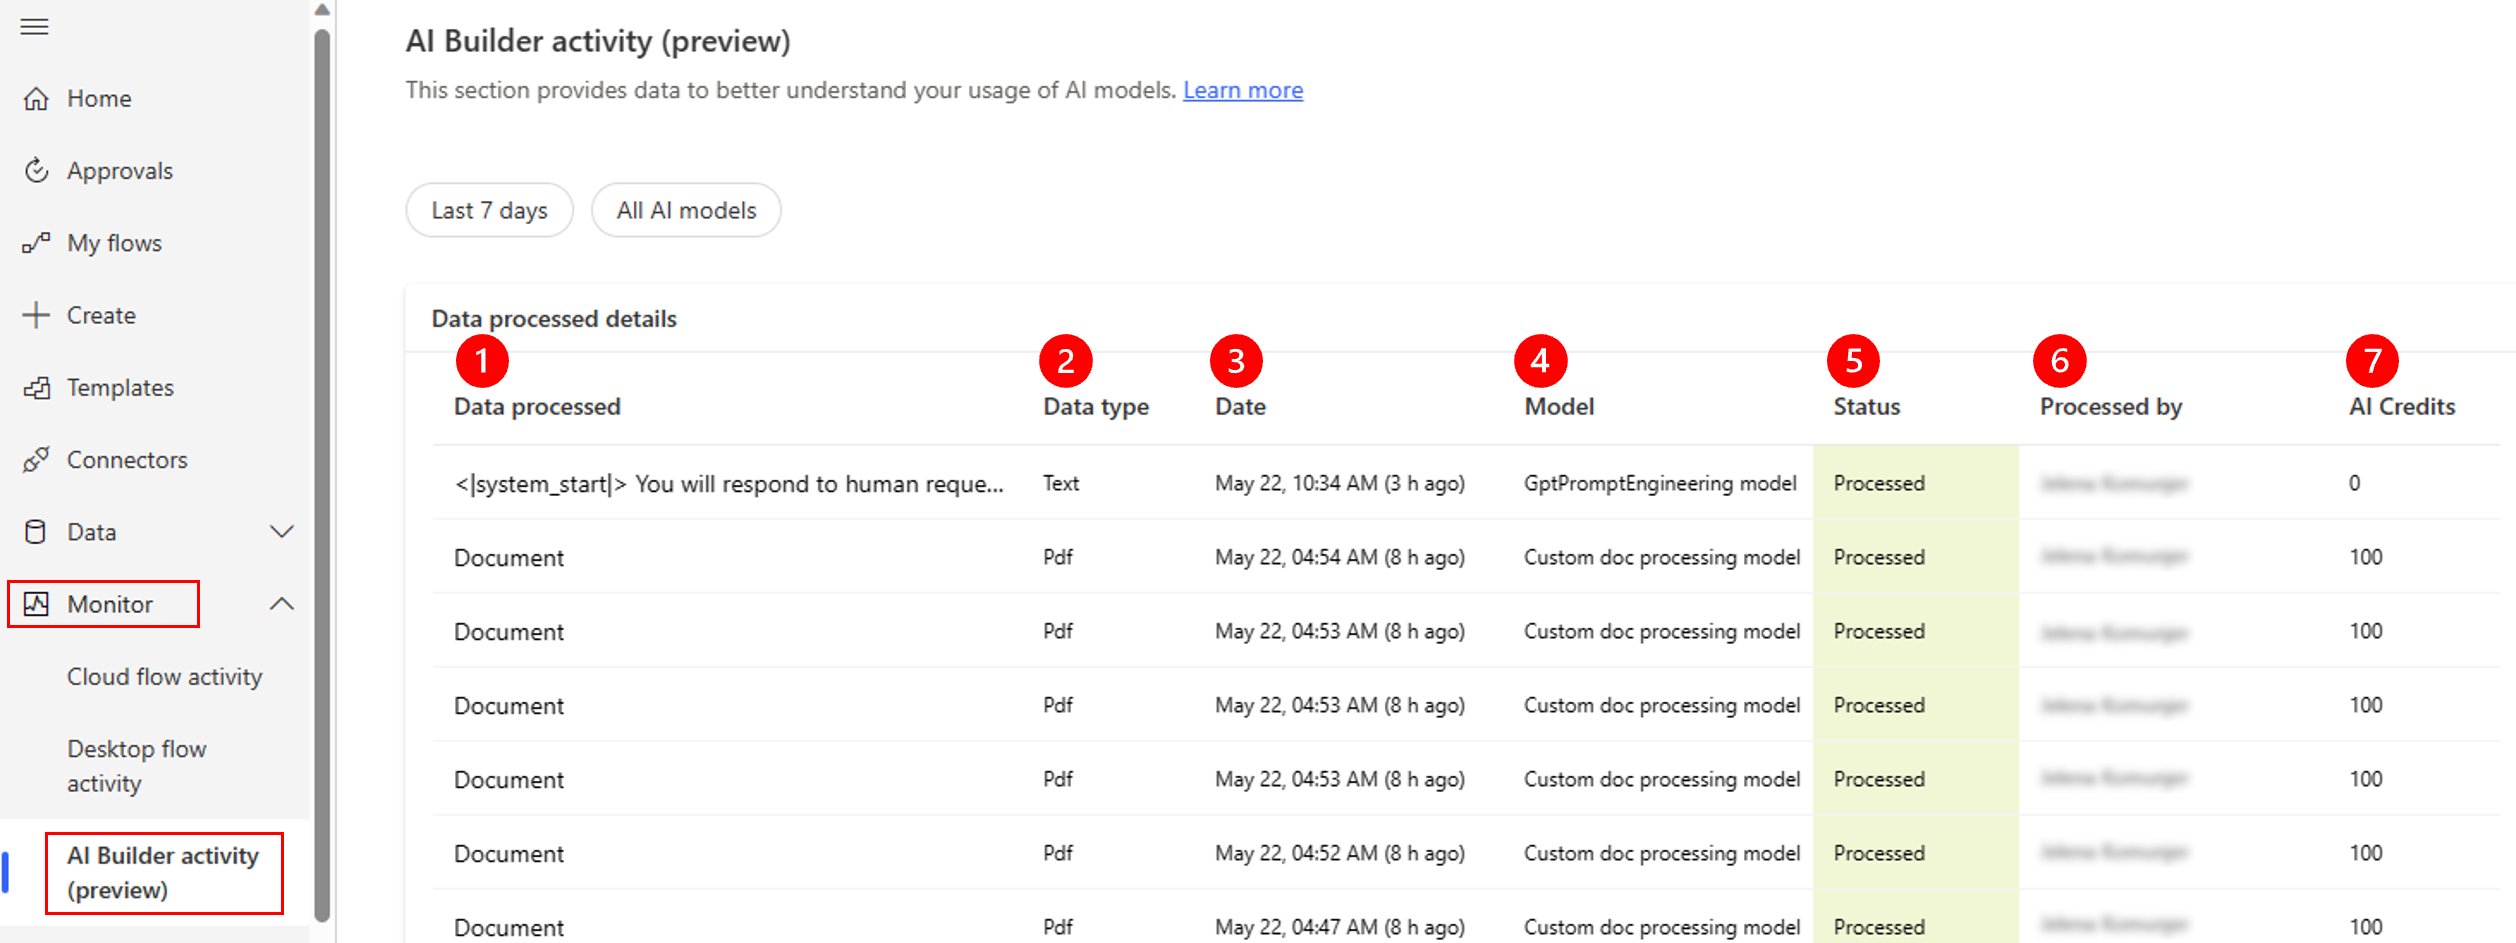 Home
Approvals
My flows
Create
Templates
Connectors
Data
Monitor
Cloud flow activity
Desktop flow
activity
AI Builder activity
(preview)
AI Builder activity (preview)
This section provides data to better understand your usage of AI models. Learn more
Last 7 days All AI models
Data processed details
1 2 3 4 5 6 7
Data processed Data type Date Model Status Processed by AI Credits
<|system_start|> You will respond to human reque... Text May 22, 10:34 AM (3 h ago) GptPromptEngineering model Processed 0
Document Pdf May 22, 04:54 AM (8 h ago) Custom doc processing model Processed 100
Document Pdf May 22, 04:53 AM (8 h ago) Custom doc processing model Processed 100
Document Pdf May 22, 04:53 AM (8 h ago) Custom doc processing model Processed 100
Document Pdf May 22, 04:53 AM (8 h ago) Custom doc processing model Processed 100
Document Pdf May 22, 04:52 AM (8 h ago) Custom doc processing model Processed 100
Document Pdf May 22, 04:47 AM (8 h ago) Custom doc processing model Processed 100